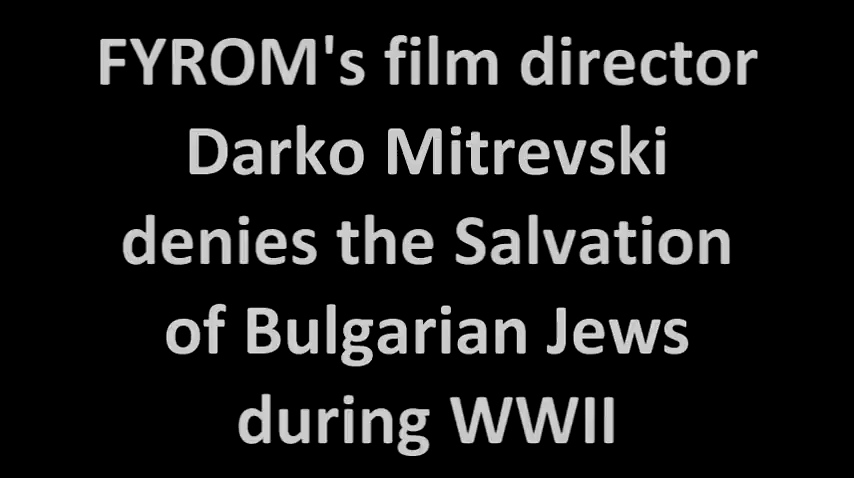 FYROM's film director
Darko Mitrevski
denies the Salvation
of Bulgarian Jews
during WWII